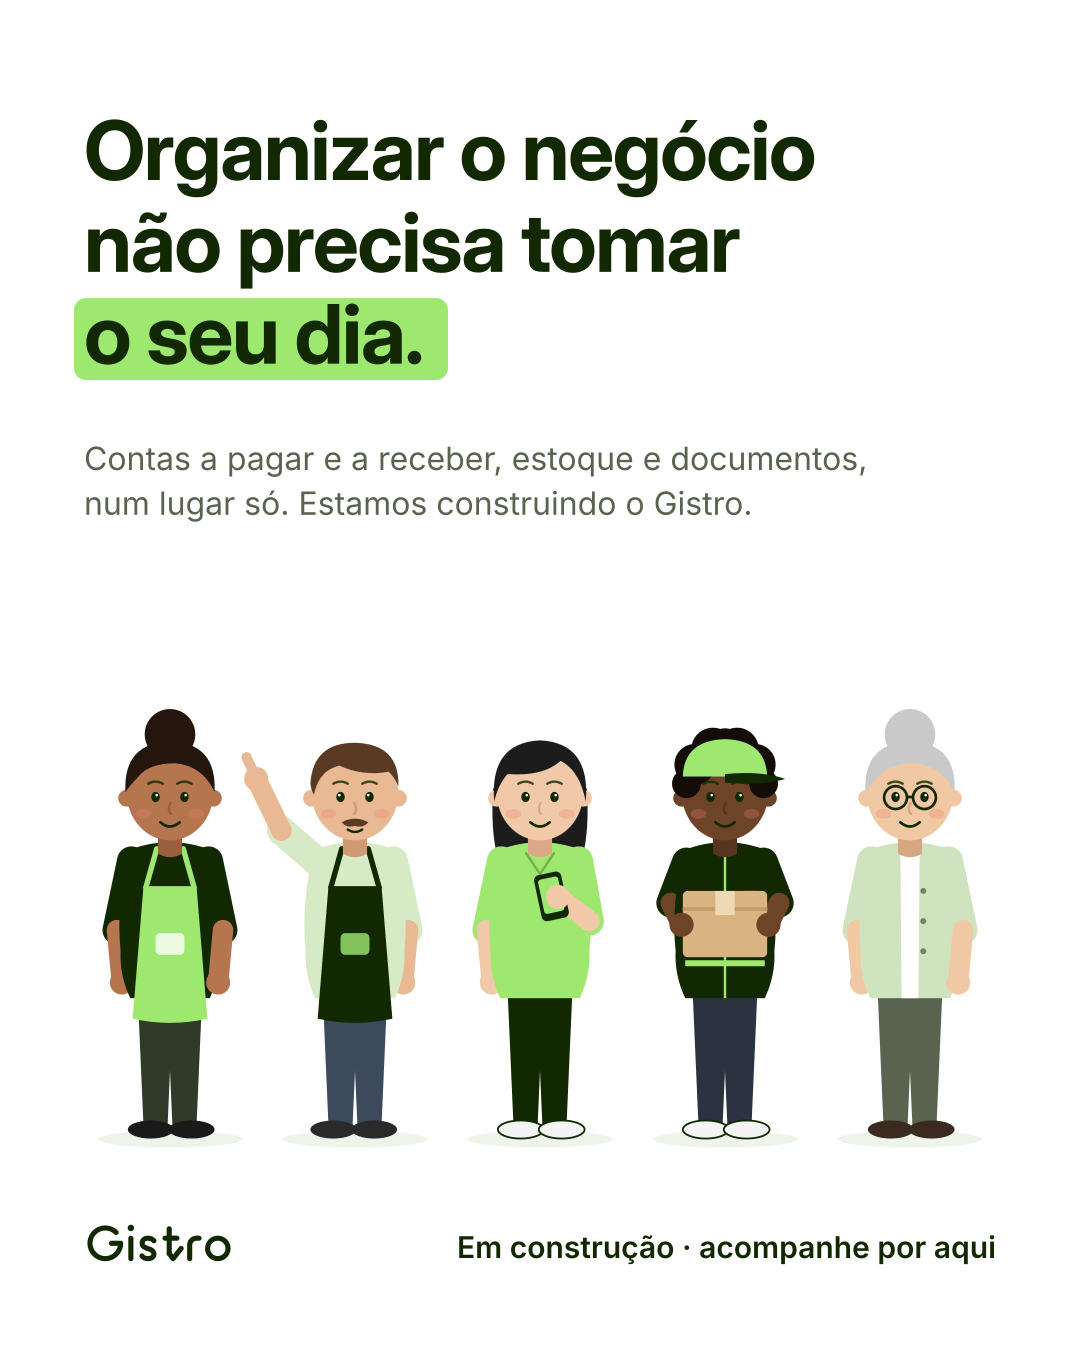 Organizar o negócio
não precisa tomar
o seu dia.
Contas a pagar e a receber, estoque e documentos,
num lugar só. Estamos construindo o Gistro.
Gistro
Em construção · acompanhe por aqui